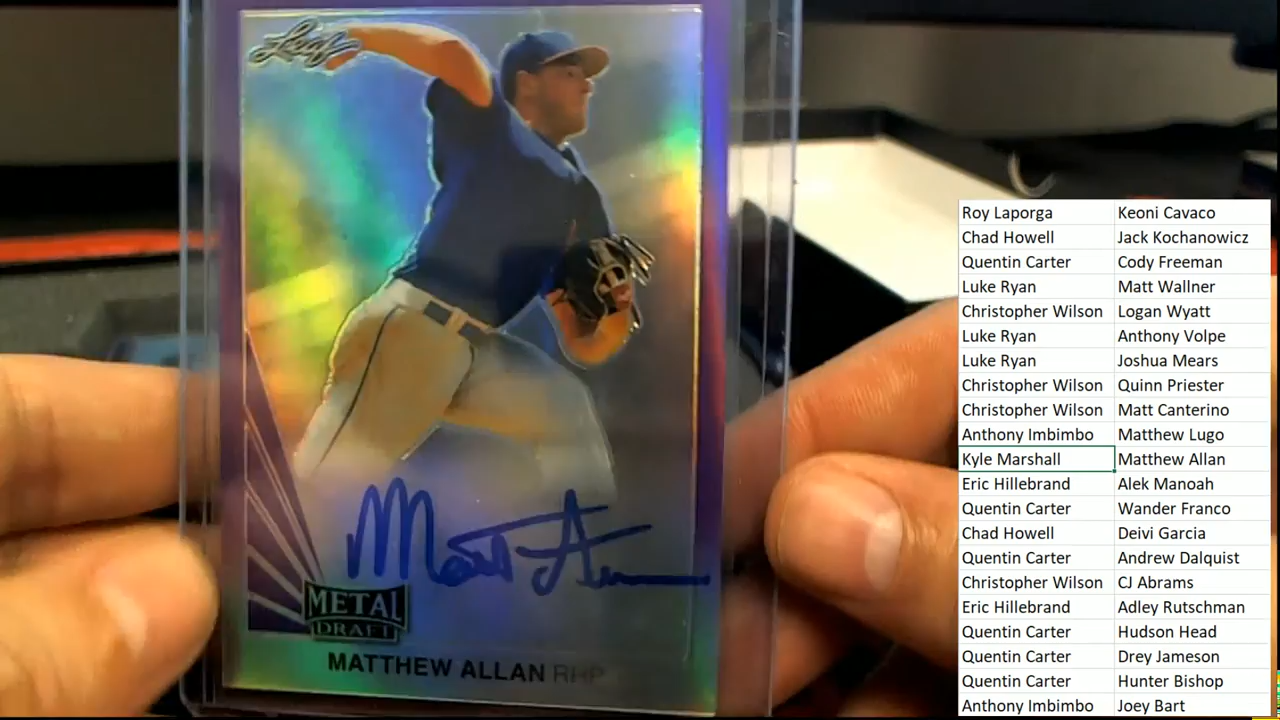 Leaf
Matt Allan
METAL
DRAFT
MATTHEW ALLAN RHP
Roy Laporga Keoni Cavaco
Chad Howell Jack Kochanowicz
Quentin Carter Cody Freeman
Luke Ryan Matt Wallner
Christopher Wilson Logan Wyatt
Luke Ryan Anthony Volpe
Luke Ryan Joshua Mears
Christopher Wilson Quinn Priester
Christopher Wilson Matt Canterino
Anthony Imbimbo Matthew Lugo
Kyle Marshall Matthew Allan
Eric Hillebrand Alek Manoah
Quentin Carter Wander Franco
Chad Howell Deivi Garcia
Quentin Carter Andrew Dalquist
Christopher Wilson CJ Abrams
Eric Hillebrand Adley Rutschman
Quentin Carter Hudson Head
Quentin Carter Drey Jameson
Quentin Carter Hunter Bishop
Anthony Imbimbo Joey Bart